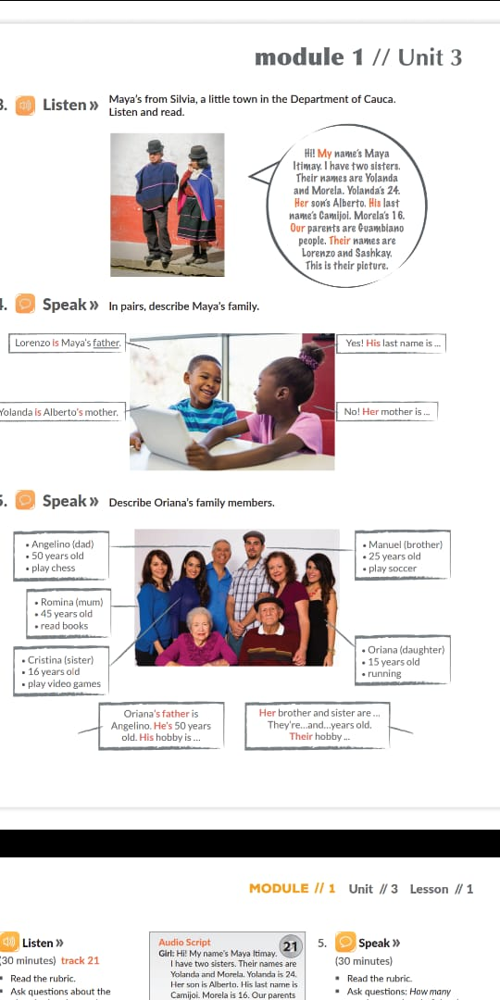 module 1 // Unit 3
3. Listen » Maya's from Silvia, a little town in the Department of Cauca.
Listen and read.
Hi! My name's Maya
Itimay. I have two sisters.
Their names are Yolanda
and Morela. Yolanda's 24.
Her son's Alberto. His last
name's Camijoi. Morela's 16.
Our parents are Guambiano
people. Their names are
Lorenzo and Sashkay.
This is their picture.
4. Speak » In pairs, describe Maya's family.
Lorenzo is Maya's father.
Yes! His last name is ...
Yolanda is Alberto's mother.
No! Her mother is ...
5. Speak » Describe Oriana's family members.
• Angelino (dad)
• 50 years old
• play chess
• Manuel (brother)
• 25 years old
• play soccer
• Romina (mum)
• 45 years old
• read books
• Cristina (sister)
• 16 years old
• play video games
• Oriana (daughter)
• 15 years old
• running
Oriana's father is
Angelino. He's 50 years
old. His hobby is ...
Her brother and sister are ...
They're...and...years old.
Their hobby ...
MODULE // 1 Unit // 3 Lesson // 1
Listen »
(30 minutes) track 21
• Read the rubric.
• Ask questions about the
Audio Script
21
Girl: Hi! My name's Maya Itimay.
I have two sisters. Their names are
Yolanda and Morela. Yolanda is 24.
Her son is Alberto. His last name is
Camijoi. Morela is 16. Our parents
5. Speak »
(30 minutes)
• Read the rubric.
• Ask questions: How many